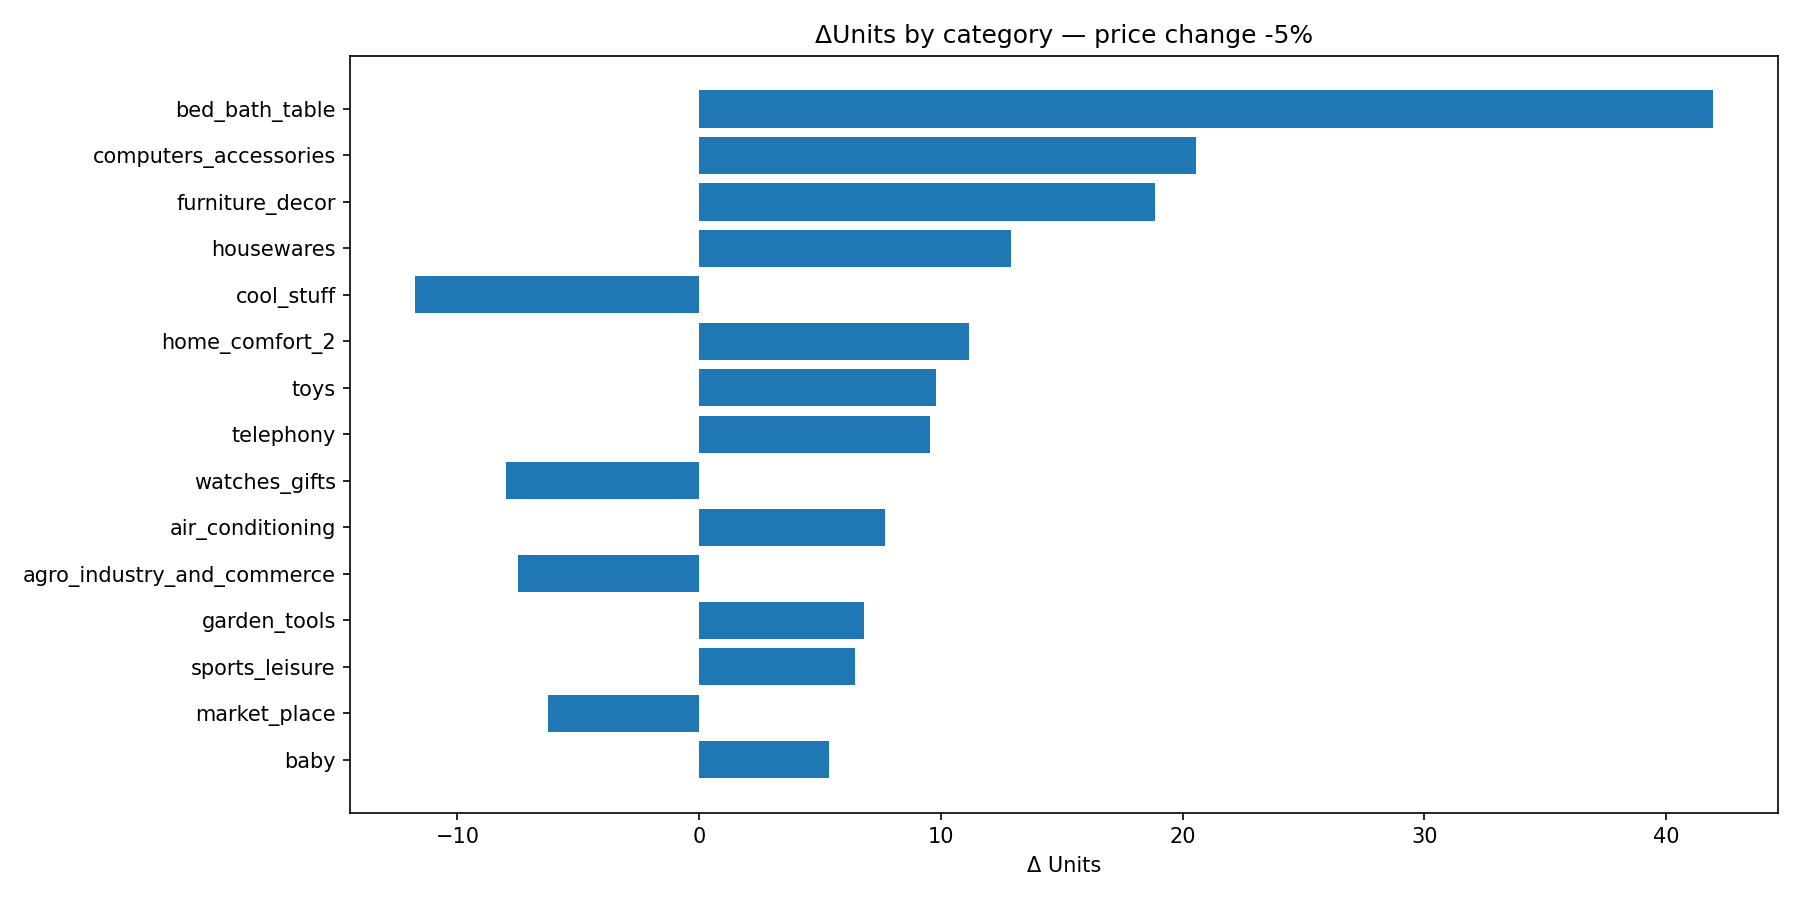 ΔUnits by category — price change -5%
bed_bath_table
computers_accessories
furniture_decor
housewares
cool_stuff
home_comfort_2
toys
telephony
watches_gifts
air_conditioning
agro_industry_and_commerce
garden_tools
sports_leisure
market_place
baby
−10 0 10 20 30 40
Δ Units